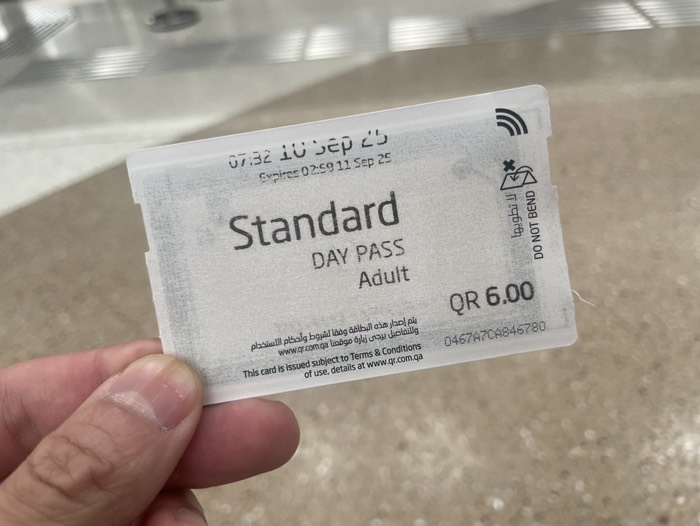 07:32 10 Sep 25
Expires 02:59 11 Sep 25
Standard
DAY PASS
Adult
لا تطويها
DO NOT BEND
QR 6.00
يتم إصدار هذه البطاقة وفقا لشروط وأحكام الاستخدام
وللتفاصيل يرجى زيارة موقعنا www.qr.com.qa
This card is issued subject to Terms & Conditions
of use, details at www.qr.com.qa
0467A7CA846780